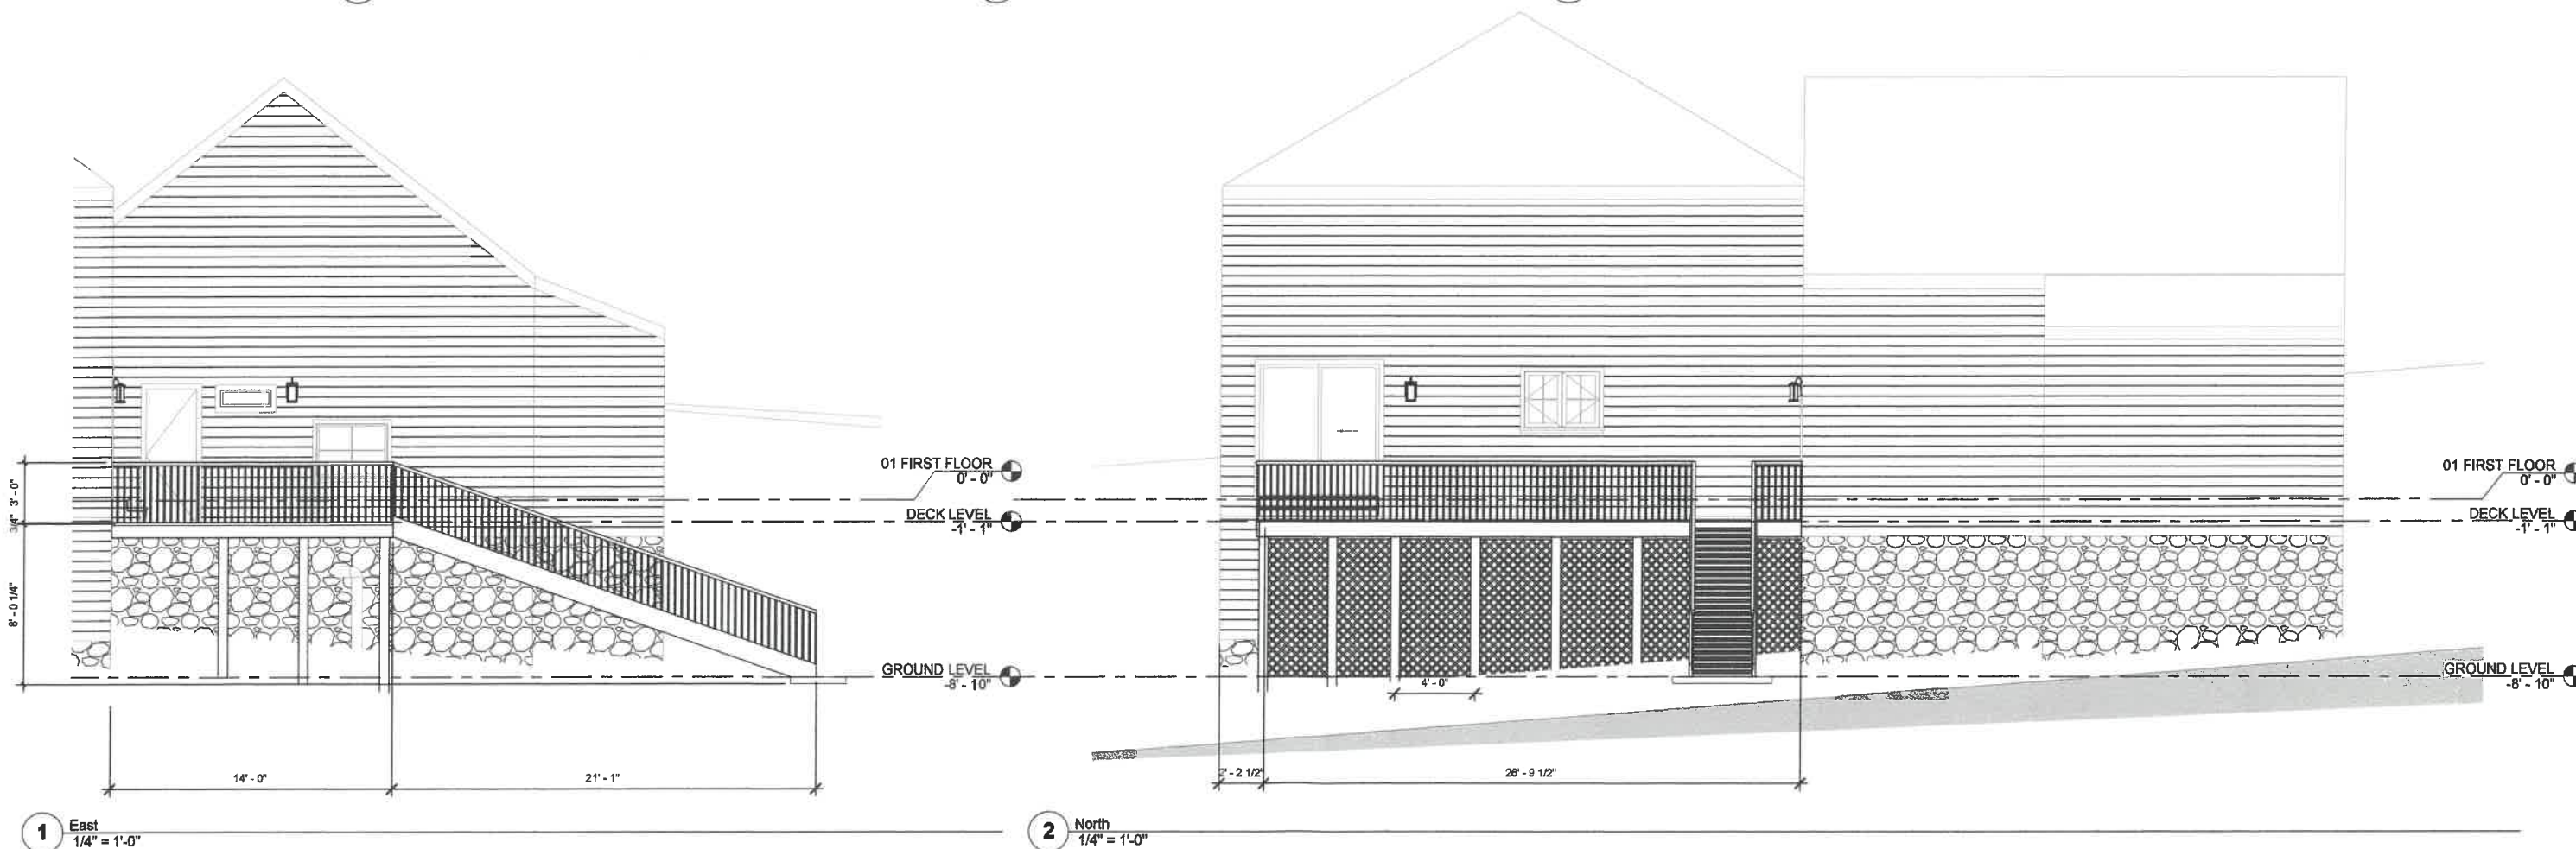 01 FIRST FLOOR
0' - 0"
DECK LEVEL
-1' - 1"
GROUND LEVEL
-8' - 10"
3' - 0"
3/4"
8' - 0 1/4"
14' - 0"
21' - 1"
1
East
1/4" = 1'-0"
01 FIRST FLOOR
0' - 0"
DECK LEVEL
-1' - 1"
GROUND LEVEL
-8' - 10"
4' - 0"
2' - 2 1/2"
26' - 9 1/2"
2
North
1/4" = 1'-0"